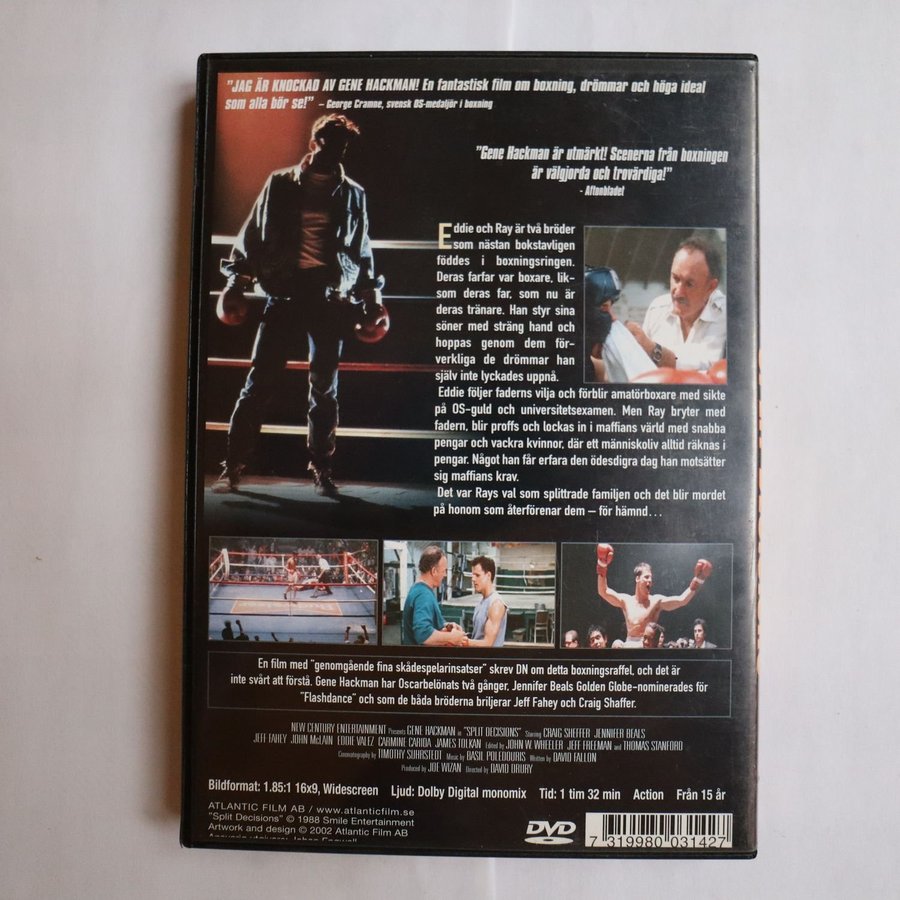 "JAG ÄR KNOCKAD AV GENE HACKMAN! En fantastisk film om boxning, drömmar och höga ideal
som alla bör se!" – George Cramne, svensk OS-medaljör i boxning
"Gene Hackman är utmärkt! Scenerna från boxningen
är välgjorda och trovärdiga!"
- Aftonbladet
Eddie och Ray är två bröder
som nästan bokstavligen
föddes i boxningsringen.
Deras farfar var boxare, lik-
som deras far, som nu är
deras tränare. Han styr sina
söner med sträng hand och
hoppas genom dem för-
verkliga de drömmar han
själv inte lyckades uppnå.
Eddie följer faderns vilja och förblir amatörboxare med sikte
på OS-guld och universitetsexamen. Men Ray bryter med
fadern, blir proffs och lockas in i maffians värld med snabba
pengar och vackra kvinnor, där ett människoliv alltid räknas i
pengar. Något han får erfara den ödesdigra dag han motsätter
sig maffians krav.
Det var Rays val som splittrade familjen och det blir mordet
på honom som återförenar dem – för hämnd...
En film med "genomgående fina skådespelarinsatser" skrev DN om detta boxningsraffel, och det är
inte svårt att förstå. Gene Hackman har Oscarbelönats två gånger, Jennifer Beals Golden Globe-nominerades för
"Flashdance" och som de båda bröderna briljerar Jeff Fahey och Craig Shaffer.
NEW CENTURY ENTERTAINMENT Presents GENE HACKMAN in "SPLIT DECISIONS" Starring CRAIG SHEFFER JENNIFER BEALS
JEFF FAHEY JOHN McLAIN EDDIE VALEZ CARMINE CARIDA JAMES TOLKAN Edited by JOHN W. WHEELER JEFF FREEMAN and THOMAS STANFORD
Cinematography by TIMOTHY SUHRSTEDT Music by BASIL POLEDOURIS Written by DAVID FALLON
Produced by JOE WIZAN Directed by DAVID DRURY
Bildformat: 1.85:1 16x9, Widescreen Ljud: Dolby Digital monomix Tid: 1 tim 32 min Action Från 15 år
ATLANTIC FILM AB / www.atlanticfilm.se
"Split Decisions" © 1988 Smile Entertainment
Artwork and design © 2002 Atlantic Film AB
DVD
7 319980 031427